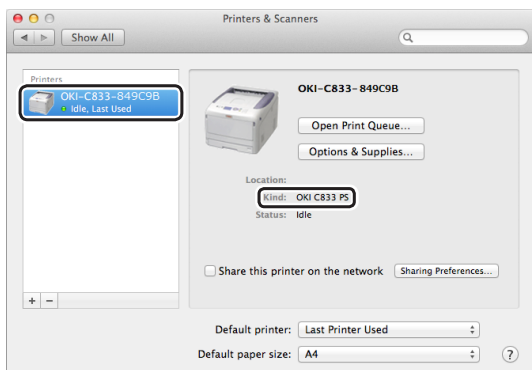 Printers & Scanners
Show All
Printers
OKI-C833-849C9B
Idle, Last Used
OKI-C833-849C9B
Open Print Queue...
Options & Supplies...
Location:
Kind: OKI C833 PS
Status: Idle
Share this printer on the network Sharing Preferences...
+ −
Default printer: Last Printer Used
Default paper size: A4 ?